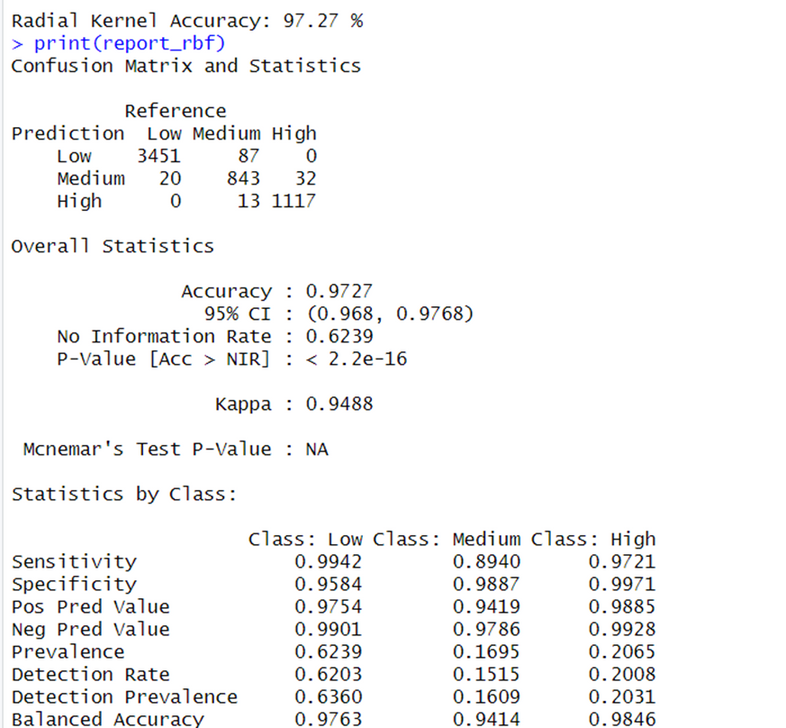 Radial Kernel Accuracy: 97.27 %
> print(report_rbf)
Confusion Matrix and Statistics
Reference
Prediction Low Medium High
Low 3451 87 0
Medium 20 843 32
High 0 13 1117
Overall Statistics
Accuracy : 0.9727
95% CI : (0.968, 0.9768)
No Information Rate : 0.6239
P-Value [Acc > NIR] : < 2.2e-16
Kappa : 0.9488
Mcnemar's Test P-Value : NA
Statistics by Class:
Class: Low Class: Medium Class: High
Sensitivity 0.9942 0.8940 0.9721
Specificity 0.9584 0.9887 0.9971
Pos Pred Value 0.9754 0.9419 0.9885
Neg Pred Value 0.9901 0.9786 0.9928
Prevalence 0.6239 0.1695 0.2065
Detection Rate 0.6203 0.1515 0.2008
Detection Prevalence 0.6360 0.1609 0.2031
Balanced Accuracy 0.9763 0.9414 0.9846